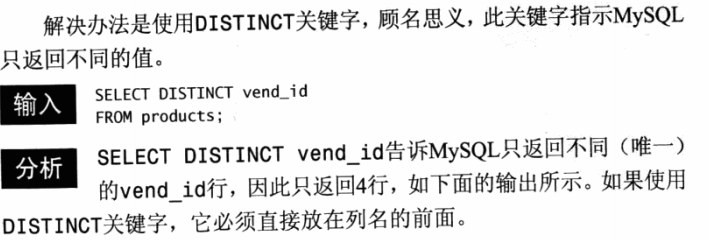 解决办法是使用DISTINCT关键字，顾名思义，此关键字指示MySQL
只返回不同的值。
输入 SELECT DISTINCT vend_id
FROM products;
分析 SELECT DISTINCT vend_id告诉MySQL只返回不同（唯一）
的vend_id行，因此只返回4行，如下面的输出所示。如果使用
DISTINCT关键字，它必须直接放在列名的前面。